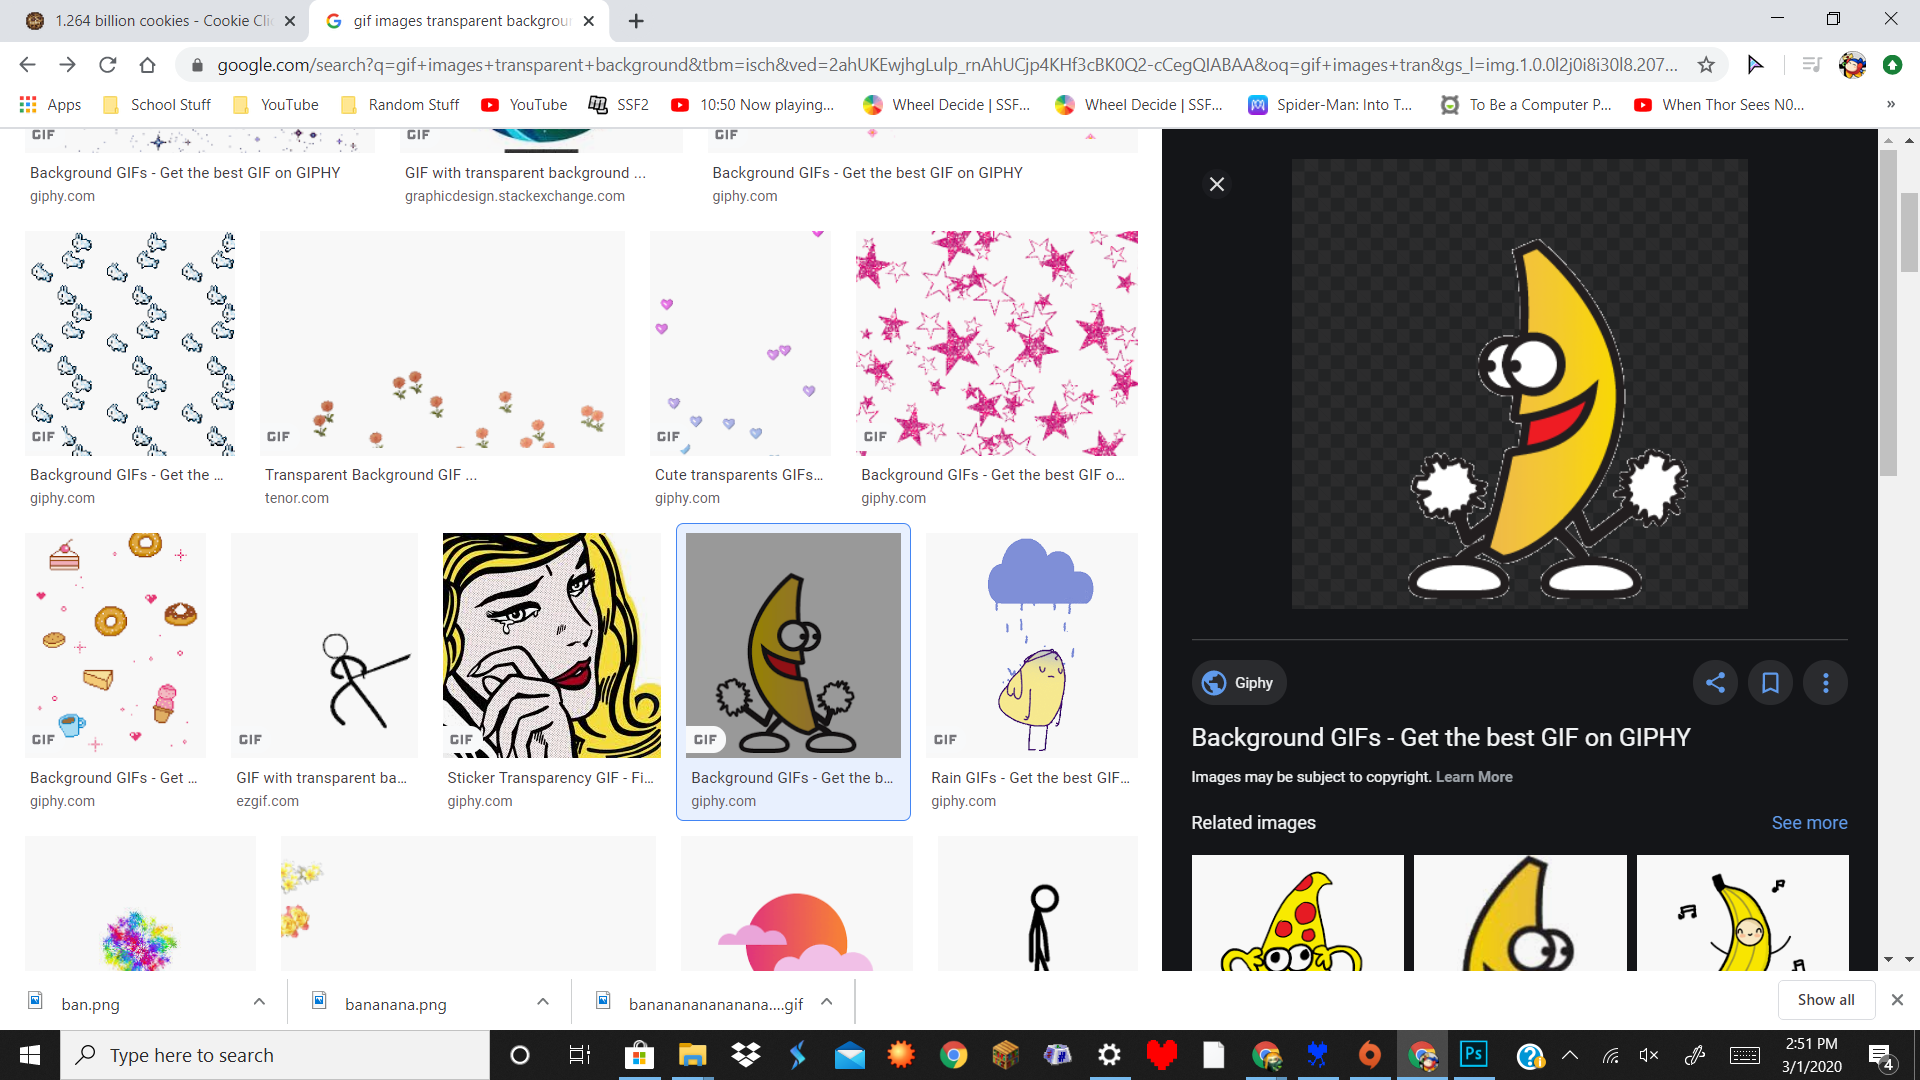 1.264 billion cookies - Cookie Clic
gif images transparent backgroun
google.com/search?q=gif+images+transparent+background&tbm=isch&ved=2ahUKEwjhgLulp_rnAhUCjp4KHf3cBK0Q2-cCegQIABAA&oq=gif+images+tran&gs_l=img.1.0.0l2j0i8i30l8.207...
Apps School Stuff YouTube Random Stuff YouTube SSF2 10:50 Now playing... Wheel Decide | SSF... Wheel Decide | SSF... Spider-Man: Into T... To Be a Computer P... When Thor Sees N0... »
GIF GIF GIF
Background GIFs - Get the best GIF on GIPHY
giphy.com
GIF with transparent background ...
graphicdesign.stackexchange.com
Background GIFs - Get the best GIF on GIPHY
giphy.com
GIF GIF GIF GIF
Background GIFs - Get the ...
giphy.com
Transparent Background GIF ...
tenor.com
Cute transparents GIFs...
giphy.com
Background GIFs - Get the best GIF o...
giphy.com
GIF GIF GIF GIF GIF
Background GIFs - Get ...
giphy.com
GIF with transparent ba...
ezgif.com
Sticker Transparency GIF - Fi...
giphy.com
Background GIFs - Get the b...
giphy.com
Rain GIFs - Get the best GIF...
giphy.com
Giphy
Background GIFs - Get the best GIF on GIPHY
Images may be subject to copyright. Learn More
Related images
See more
ban.png
bananana.png
banananananana....gif
Show all
Type here to search
Ps
2:51 PM
3/1/2020
4